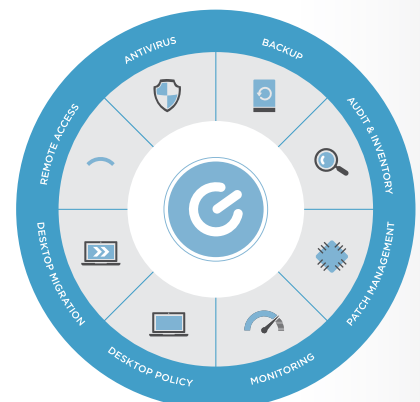 ANTIVIRUS
BACKUP
AUDIT & INVENTORY
PATCH MANAGEMENT
MONITORING
DESKTOP POLICY
DESKTOP MIGRATION
REMOTE ACCESS